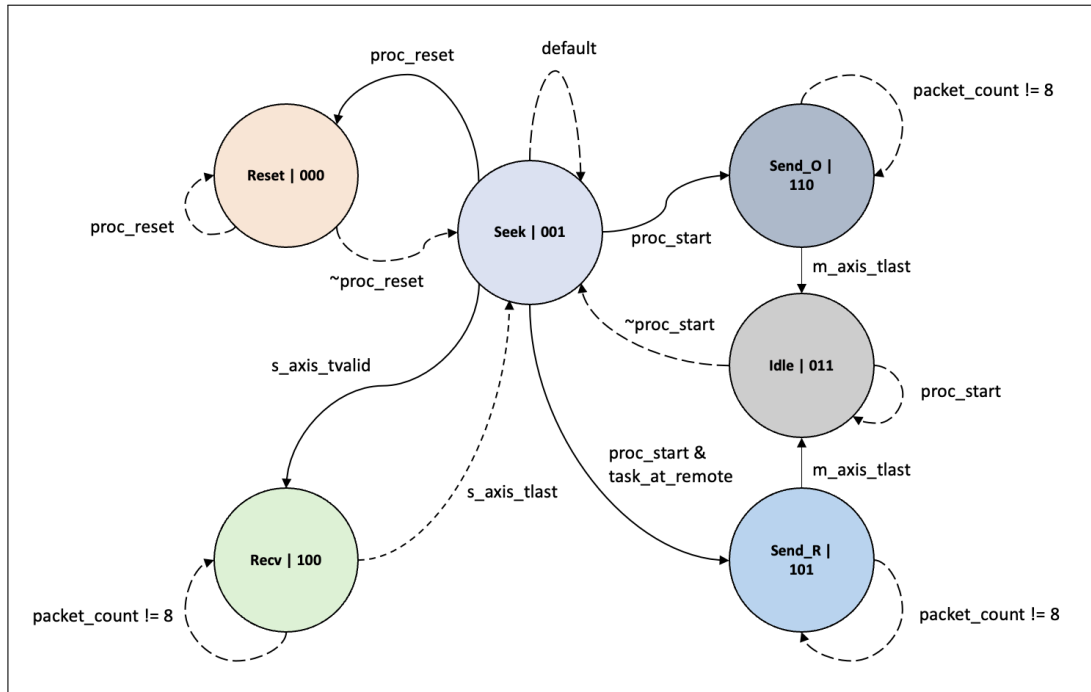 default
proc_reset
packet_count != 8
Reset | 000
Send_O |
110
proc_reset
Seek | 001
proc_start
~proc_reset
m_axis_tlast
~proc_start
s_axis_tvalid
Idle | 011
proc_start
proc_start &
task_at_remote
m_axis_tlast
s_axis_tlast
Recv | 100
Send_R |
101
packet_count != 8
packet_count != 8